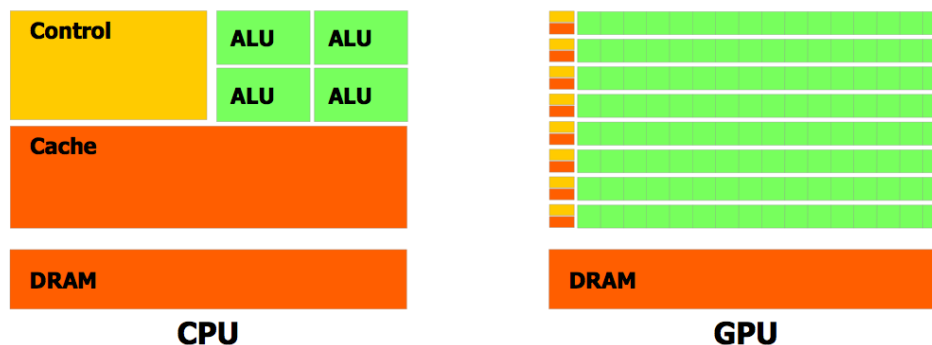 Control
ALU ALU
ALU ALU
Cache
DRAM
CPU
DRAM
GPU